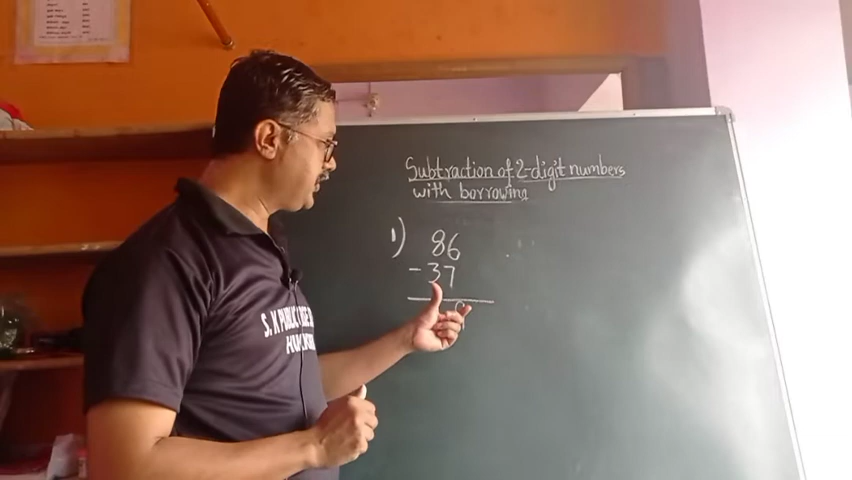 Subtraction of 2-digit numbers
with borrowing
1) 86
- 37
S.K PUBLIC